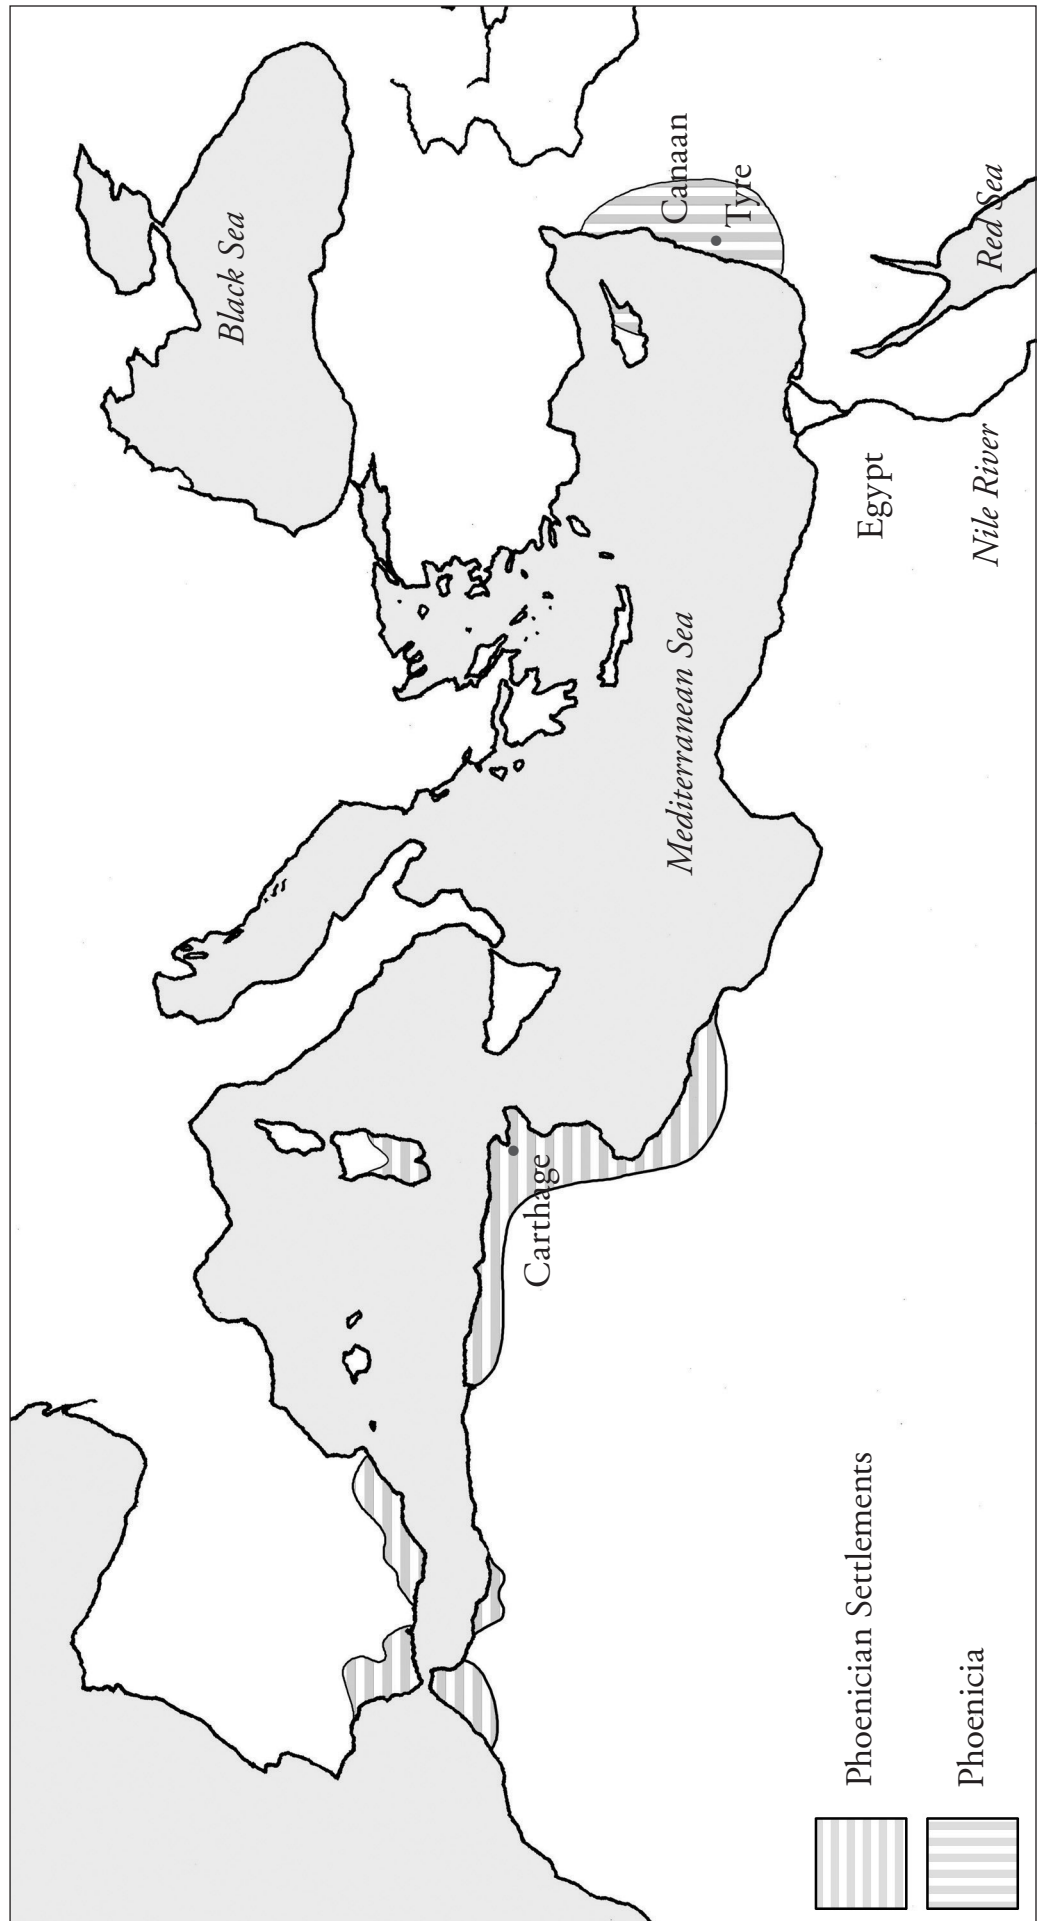 Black Sea
Canaan
Tyre
Red Sea
Egypt
Nile River
Mediterranean Sea
Carthage
Phoenician Settlements
Phoenicia